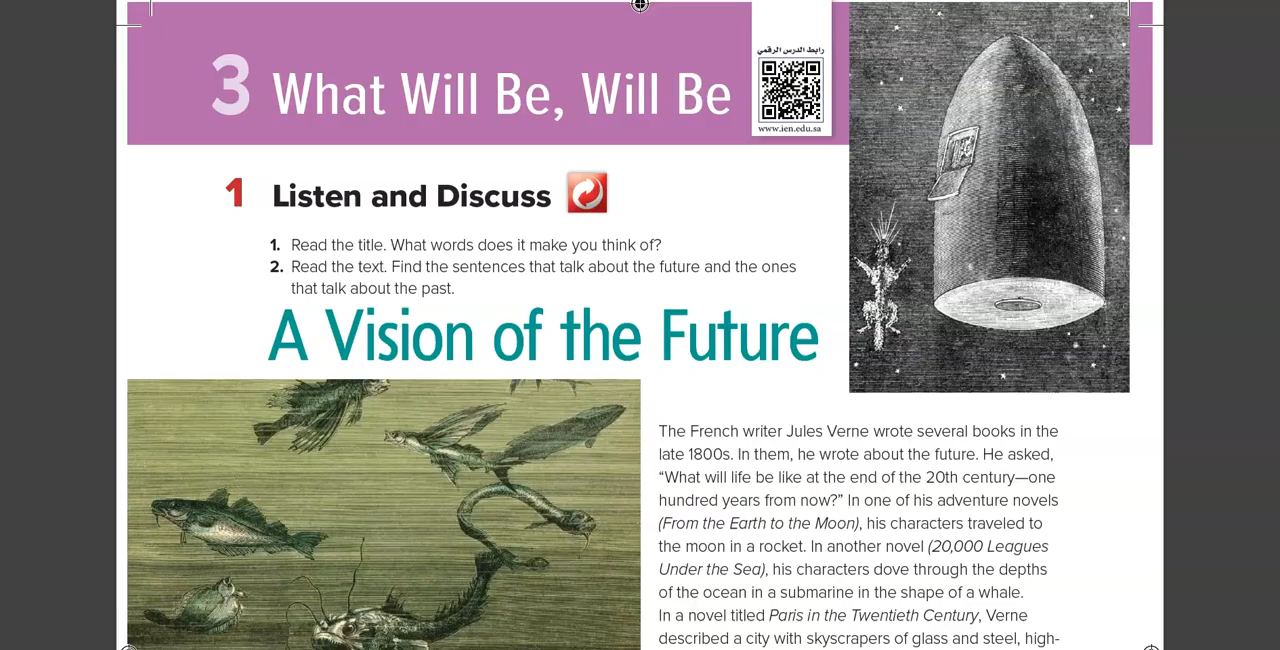 3 What Will Be, Will Be
رابط الدرس الرقمي
www.ien.edu.sa
1 Listen and Discuss
1. Read the title. What words does it make you think of?
2. Read the text. Find the sentences that talk about the future and the ones
that talk about the past.
A Vision of the Future
The French writer Jules Verne wrote several books in the
late 1800s. In them, he wrote about the future. He asked,
“What will life be like at the end of the 20th century—one
hundred years from now?” In one of his adventure novels
(From the Earth to the Moon), his characters traveled to
the moon in a rocket. In another novel (20,000 Leagues
Under the Sea), his characters dove through the depths
of the ocean in a submarine in the shape of a whale.
In a novel titled Paris in the Twentieth Century, Verne
described a city with skyscrapers of glass and steel, high-